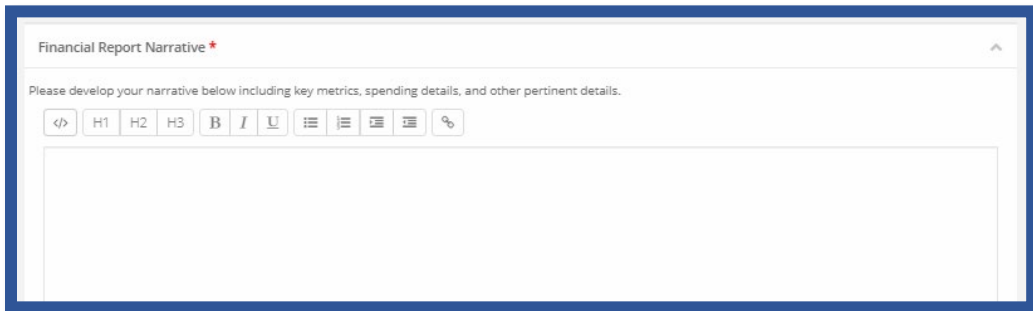 Financial Report Narrative *
Please develop your narrative below including key metrics, spending details, and other pertinent details.
</> H1 H2 H3 B I U